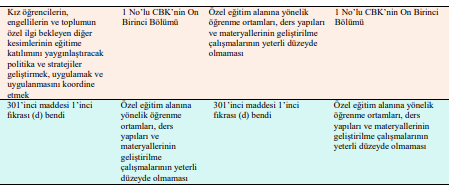 Kız öğrencilerin,
engellilerin ve toplumun
özel ilgi bekleyen diğer
kesimlerinin eğitime
katılımını yaygınlaştıracak
politika ve stratejiler
geliştirmek, uygulamak ve
uygulanmasını koordine
etmek
1 No’lu CBK’nin On Birinci
Bölümü
Özel eğitim alanına yönelik
öğrenme ortamları, ders yapıları
ve materyallerinin geliştirilme
çalışmalarının yeterli düzeyde
olmaması
1 No’lu CBK’nin On Birinci
Bölümü
301’inci maddesi 1’inci
fıkrası (d) bendi
Özel eğitim alanına
yönelik öğrenme
ortamları, ders
yapıları ve
materyallerinin
geliştirilme
çalışmalarının yeterli
düzeyde olmaması
301’inci maddesi 1’inci
fıkrası (d) bendi
Özel eğitim alanına yönelik
öğrenme ortamları, ders
yapıları ve materyallerinin
geliştirilme çalışmalarının
yeterli düzeyde olmaması